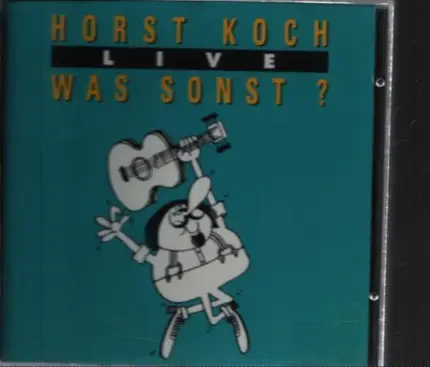 HORST KOCH
LIVE
WAS SONST ?